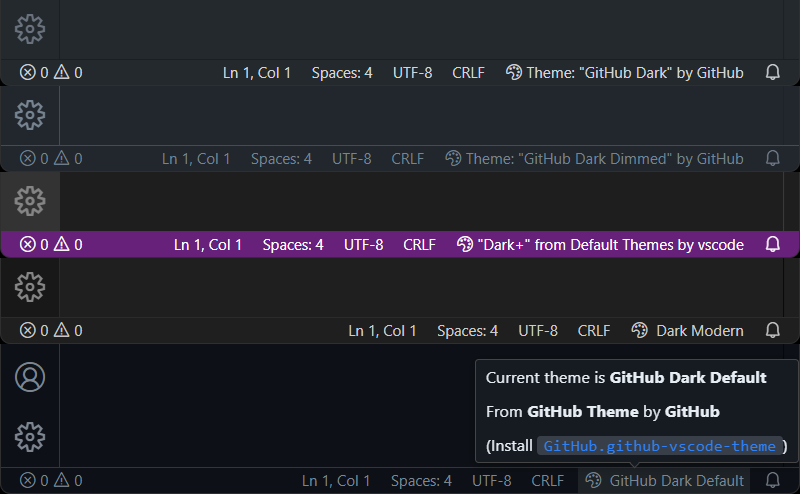 0 0 Ln 1, Col 1 Spaces: 4 UTF-8 CRLF Theme: "GitHub Dark" by GitHub
0 0 Ln 1, Col 1 Spaces: 4 UTF-8 CRLF Theme: "GitHub Dark Dimmed" by GitHub
0 0 Ln 1, Col 1 Spaces: 4 UTF-8 CRLF "Dark+" from Default Themes by vscode
0 0 Ln 1, Col 1 Spaces: 4 UTF-8 CRLF Dark Modern
Current theme is GitHub Dark Default
From GitHub Theme by GitHub
(Install GitHub.github-vscode-theme)
0 0 Ln 1, Col 1 Spaces: 4 UTF-8 CRLF GitHub Dark Default